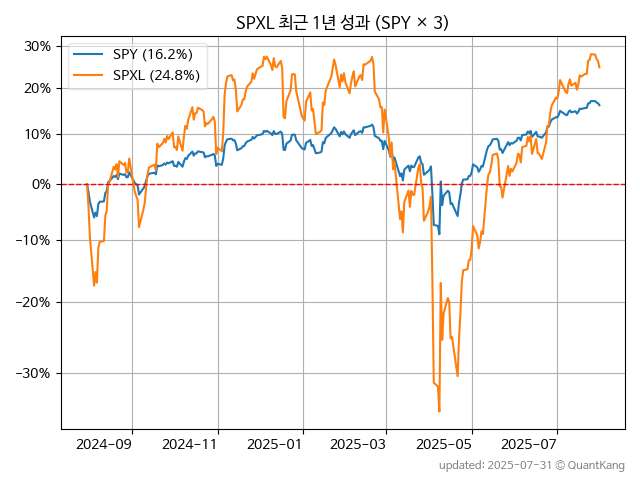 SPXL 최근 1년 성과 (SPY × 3)
SPY (16.2%)
SPXL (24.8%)
30%
20%
10%
0%
−10%
−20%
−30%
2024−09 2024−11 2025−01 2025−03 2025−05 2025−07
updated: 2025-07-31 © QuantKang